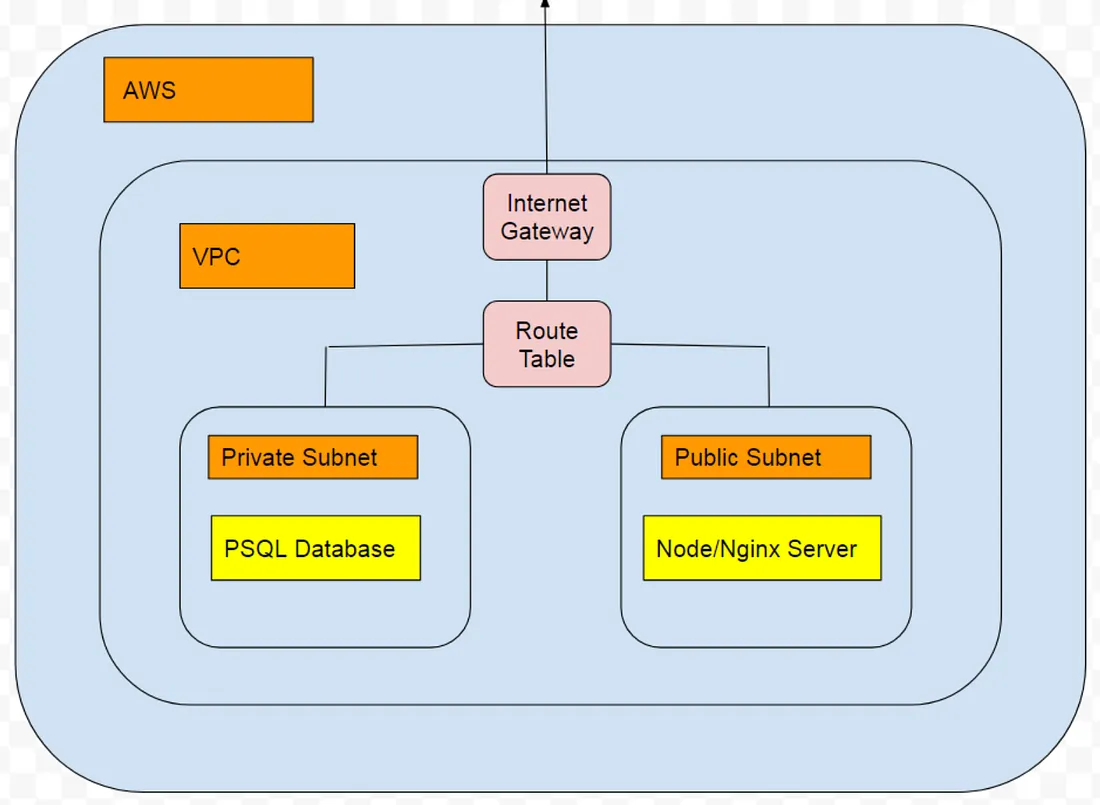 AWS
VPC
Internet
Gateway
Route
Table
Private Subnet
PSQL Database
Public Subnet
Node/Nginx Server